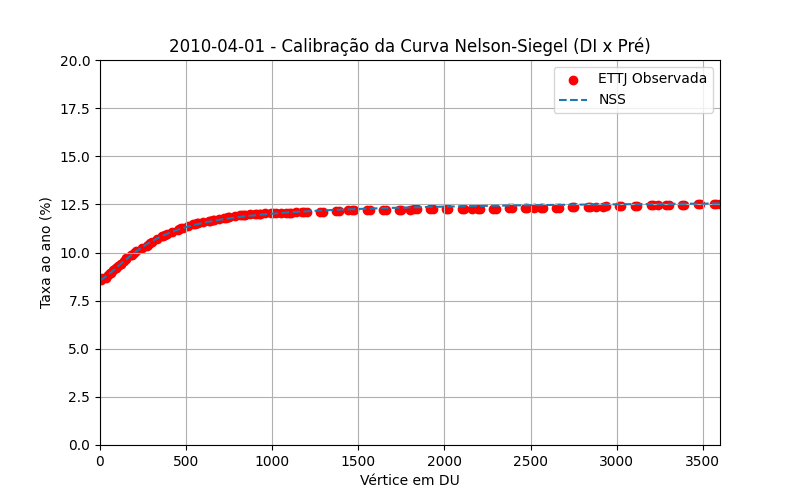 2010-04-01 - Calibração da Curva Nelson-Siegel (DI x Pré)
ETTJ Observada
NSS
Taxa ao ano (%)
20.0
17.5
15.0
12.5
10.0
7.5
5.0
2.5
0.0
0 500 1000 1500 2000 2500 3000 3500
Vértice em DU